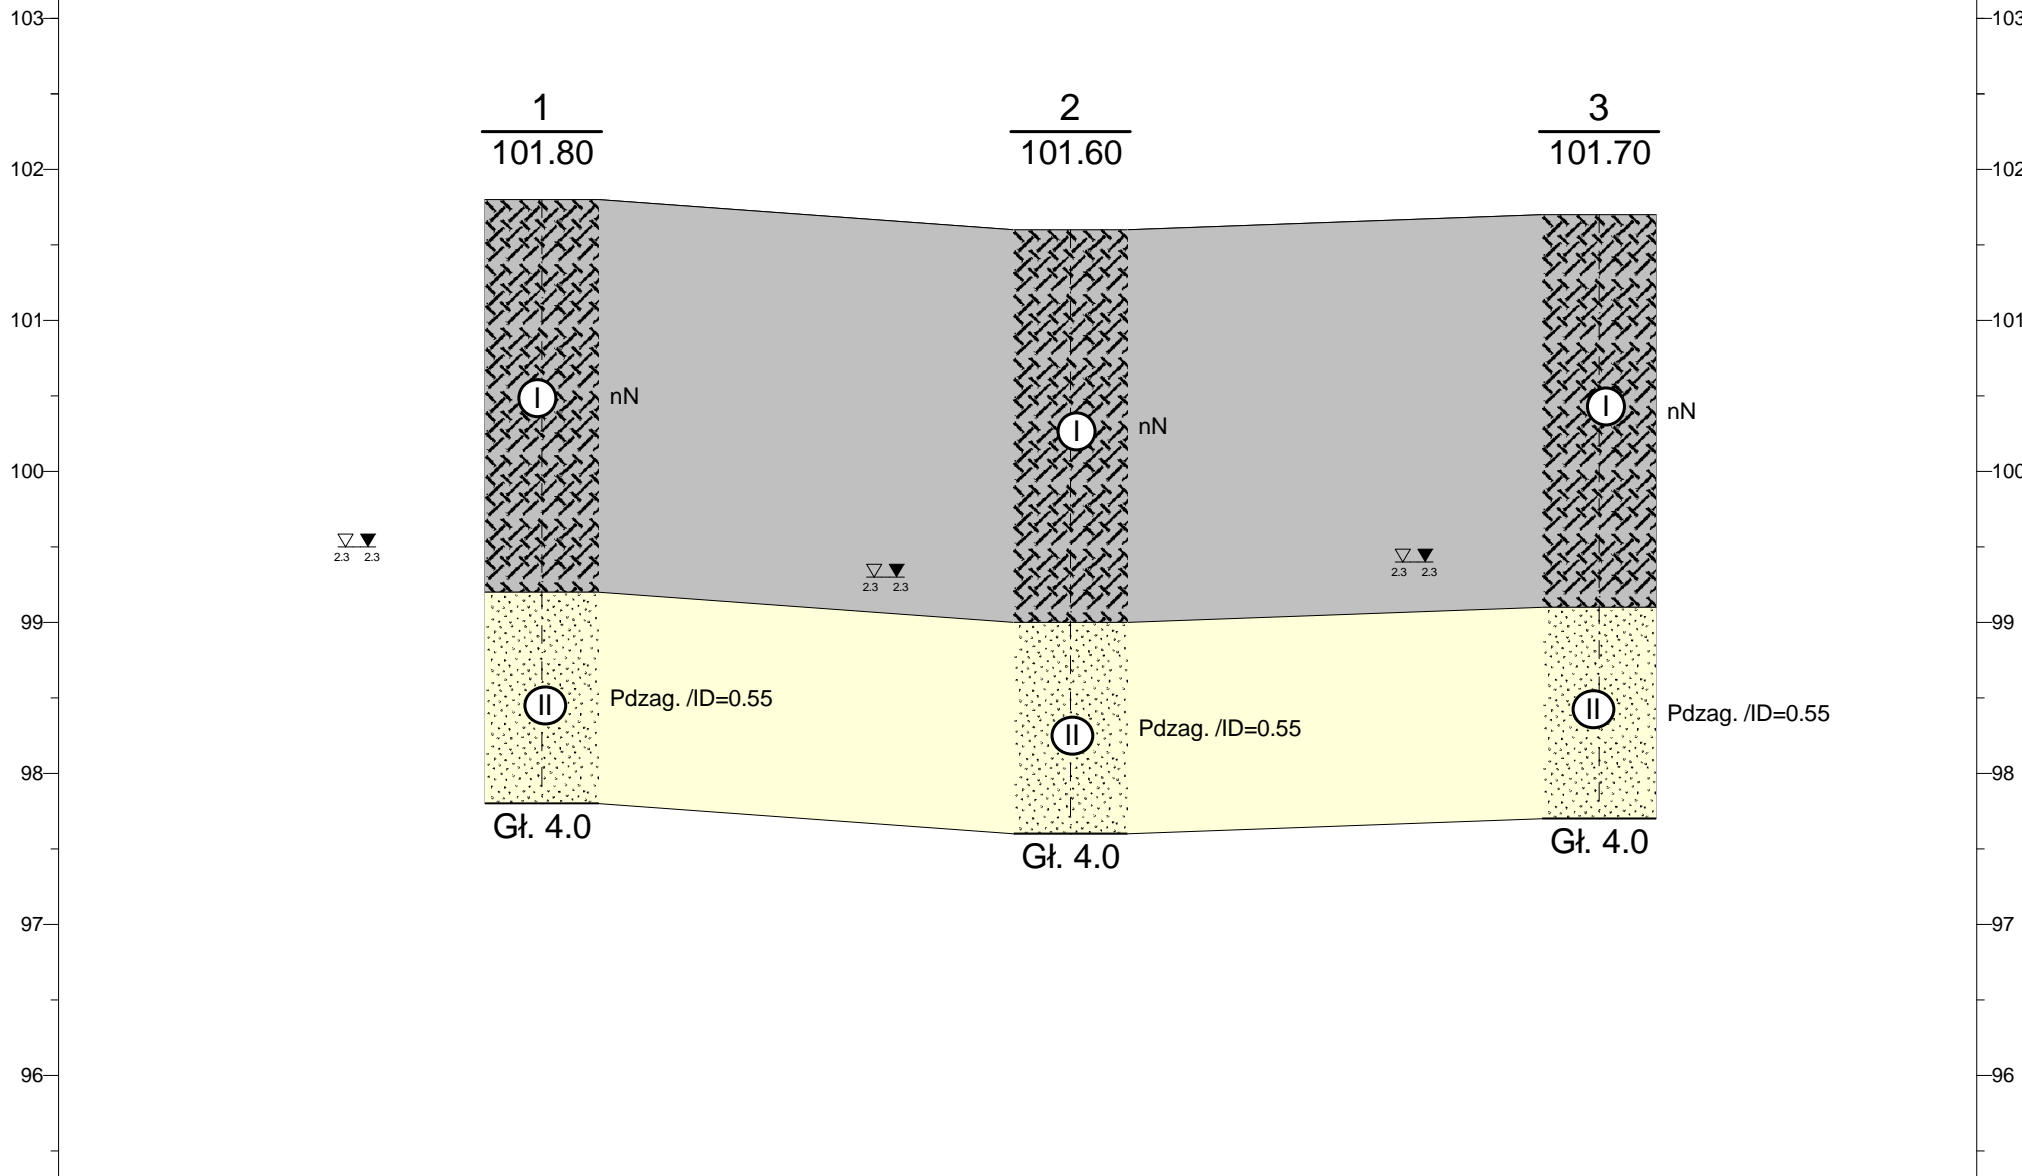 103 103
1 2 3
101.80 101.60 101.70
102 102
101 101
I nN I nN I nN
100 100
2.3 2.3 2.3 2.3 2.3 2.3
99 99
II Pdzag. /ID=0.55 II Pdzag. /ID=0.55 II Pdzag. /ID=0.55
98 98
Gł. 4.0 Gł. 4.0 Gł. 4.0
97 97
96 96